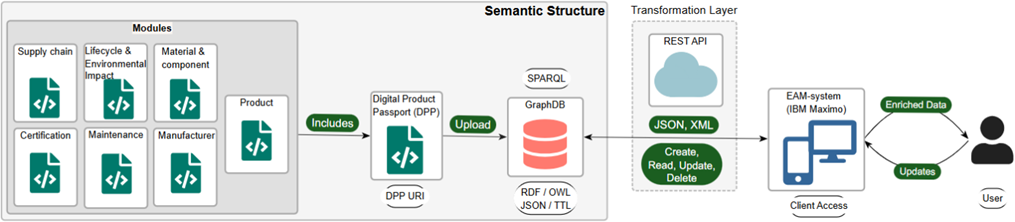 Semantic Structure
Transformation Layer
Modules
Supply chain
Lifecycle &
Environmental
Impact
Material &
component
Certification
Maintenance
Manufacturer
Product
Includes
Digital Product
Passport (DPP)
DPP URI
Upload
SPARQL
GraphDB
RDF / OWL
JSON / TTL
REST API
JSON, XML
Create,
Read, Update,
Delete
EAM-system
(IBM Maximo)
Client Access
Enriched Data
Updates
User